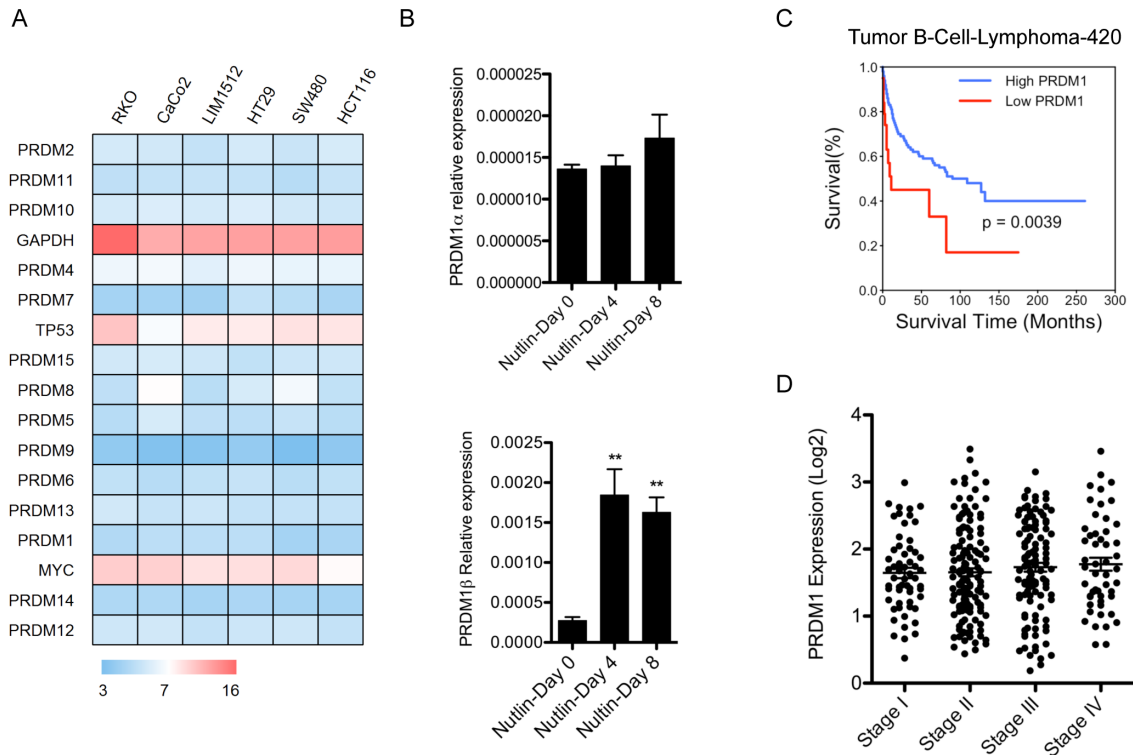 A
RKO
CaCo2
LIM1512
HT29
SW480
HCT116
PRDM2
PRDM11
PRDM10
GAPDH
PRDM4
PRDM7
TP53
PRDM15
PRDM8
PRDM5
PRDM9
PRDM6
PRDM13
PRDM1
MYC
PRDM14
PRDM12
3 7 16
B
PRDM1α relative expression
0.000025
0.000020
0.000015
0.000010
0.000005
0.000000
Nutlin-Day 0
Nutlin-Day 4
Nultin-Day 8
PRDM1β Relative expression
0.0025
0.0020
0.0015
0.0010
0.0005
0.0000
**
**
Nutlin-Day 0
Nutlin-Day 4
Nutlin-Day 8
C
Tumor B-Cell-Lymphoma-420
Survival(%)
1.0
0.8
0.6
0.4
0.2
0.0
High PRDM1
Low PRDM1
p = 0.0039
0 50 100 150 200 250 300
Survival Time (Months)
D
PRDM1 Expression (Log2)
4
3
2
1
0
Stage I
Stage II
Stage III
Stage IV